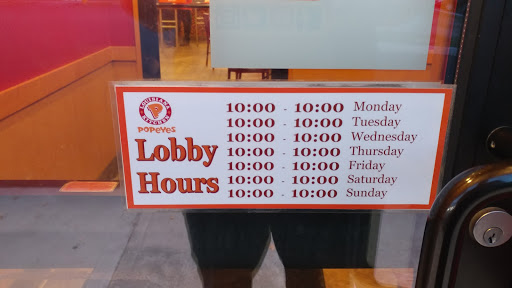 LOUISIANA
KITCHEN
POPEYES
Lobby
Hours
10:00 - 10:00 Monday
10:00 - 10:00 Tuesday
10:00 - 10:00 Wednesday
10:00 - 10:00 Thursday
10:00 - 10:00 Friday
10:00 - 10:00 Saturday
10:00 - 10:00 Sunday